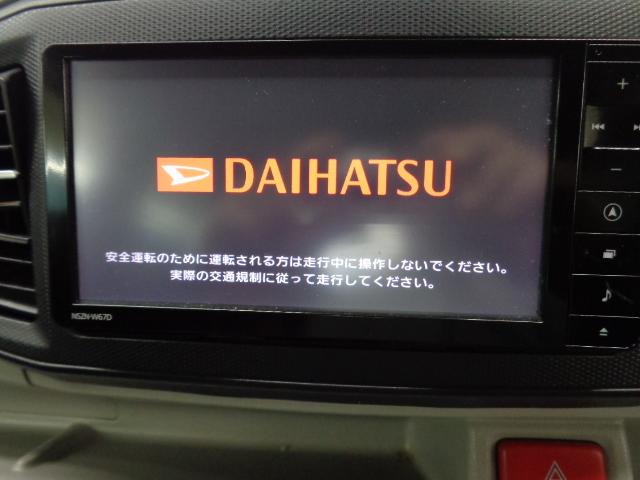 DAIHATSU
安全運転のために運転される方は走行中に操作しないでください。
実際の交通規制に従って走行してください。
NSZN-W67D